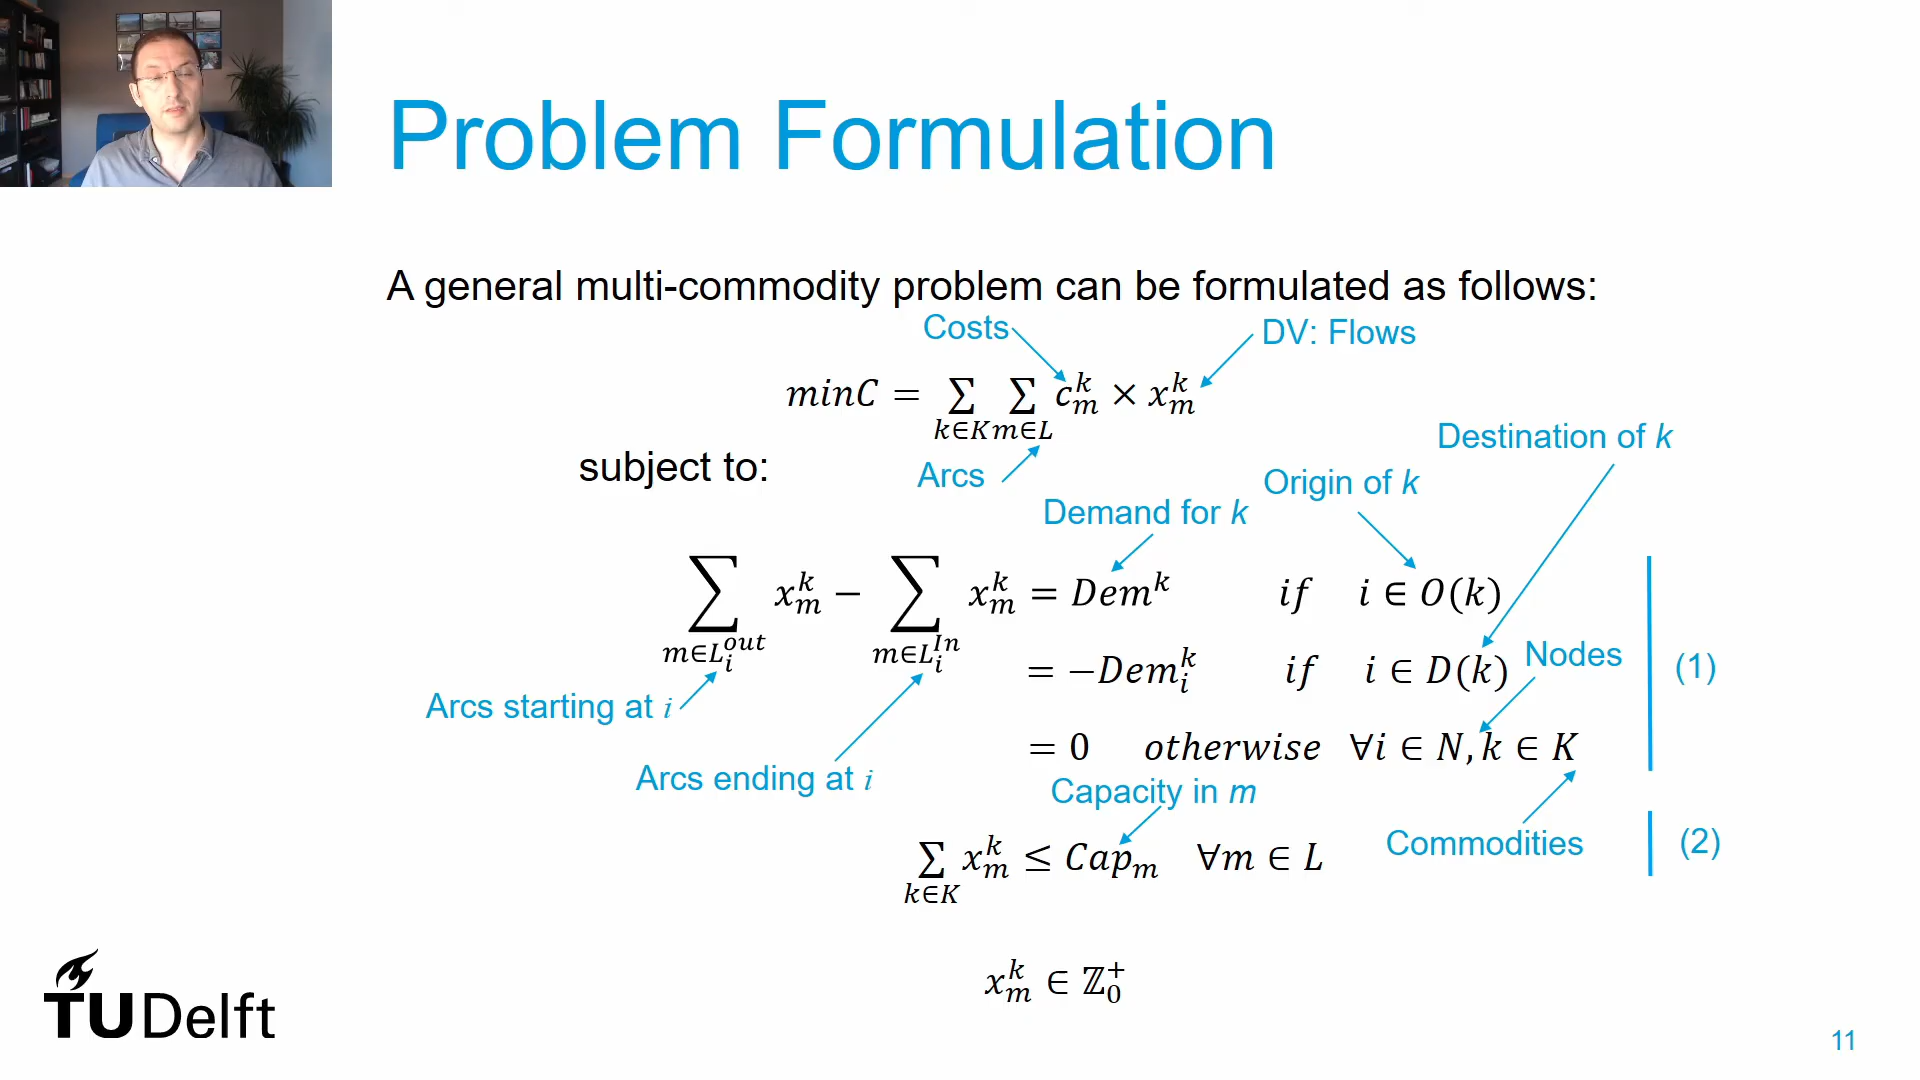 Problem Formulation
A general multi-commodity problem can be formulated as follows:
Costs
DV: Flows
minC = ∑_{k∈K} ∑_{m∈L} c_m^k × x_m^k
Destination of k
subject to:
Arcs
Origin of k
Demand for k
∑_{m∈L_i^{out}} x_m^k − ∑_{m∈L_i^{In}} x_m^k = Dem^k if i ∈ O(k)
= −Dem_i^k if i ∈ D(k)
Nodes
(1)
Arcs starting at i
= 0 otherwise ∀i ∈ N, k ∈ K
Arcs ending at i
Capacity in m
Commodities
(2)
∑_{k∈K} x_m^k ≤ Cap_m ∀m ∈ L
x_m^k ∈ ℤ_0^+
TU Delft
11